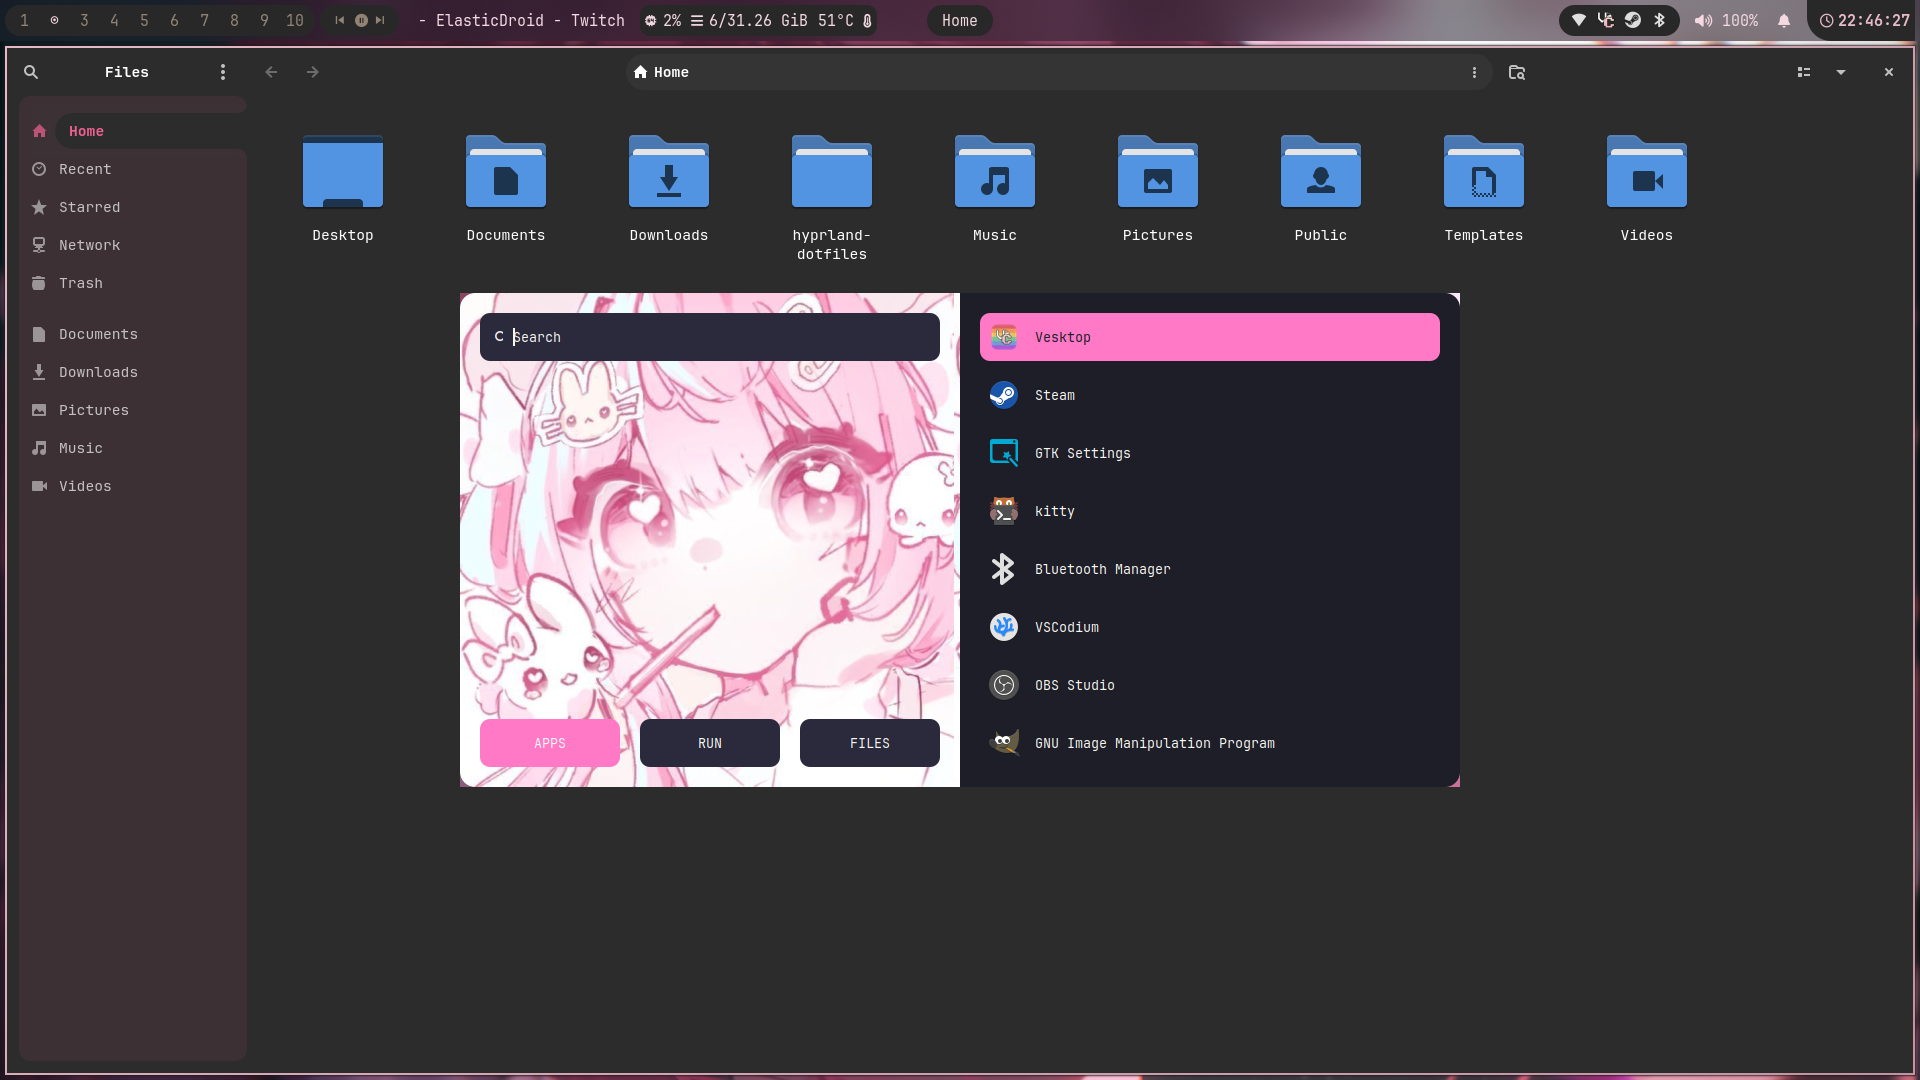 1 3 4 5 6 7 8 9 10 - ElasticDroid - Twitch 2% 6/31.26 GiB 51°C Home 100% 22:46:27
Files
Home
Home
Recent
Starred
Network
Trash
Documents
Downloads
Pictures
Music
Videos
Desktop
Documents
Downloads
hyprland-
dotfiles
Music
Pictures
Public
Templates
Videos
Search
APPS
RUN
FILES
Vesktop
Steam
GTK Settings
kitty
Bluetooth Manager
VSCodium
OBS Studio
GNU Image Manipulation Program